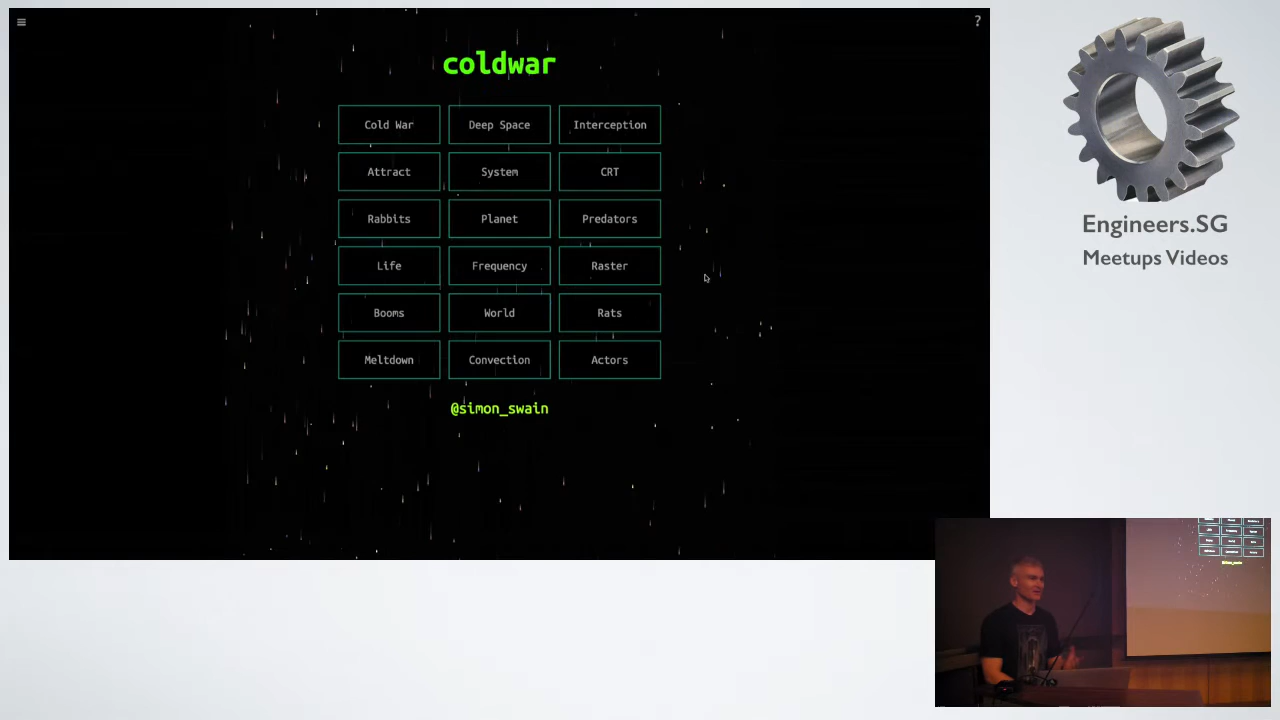 ?
coldwar
Cold War
Deep Space
Interception
Attract
System
CRT
Rabbits
Planet
Predators
Life
Frequency
Raster
Booms
World
Rats
Meltdown
Convection
Actors
@simon_swain
Engineers.SG
Meetups Videos